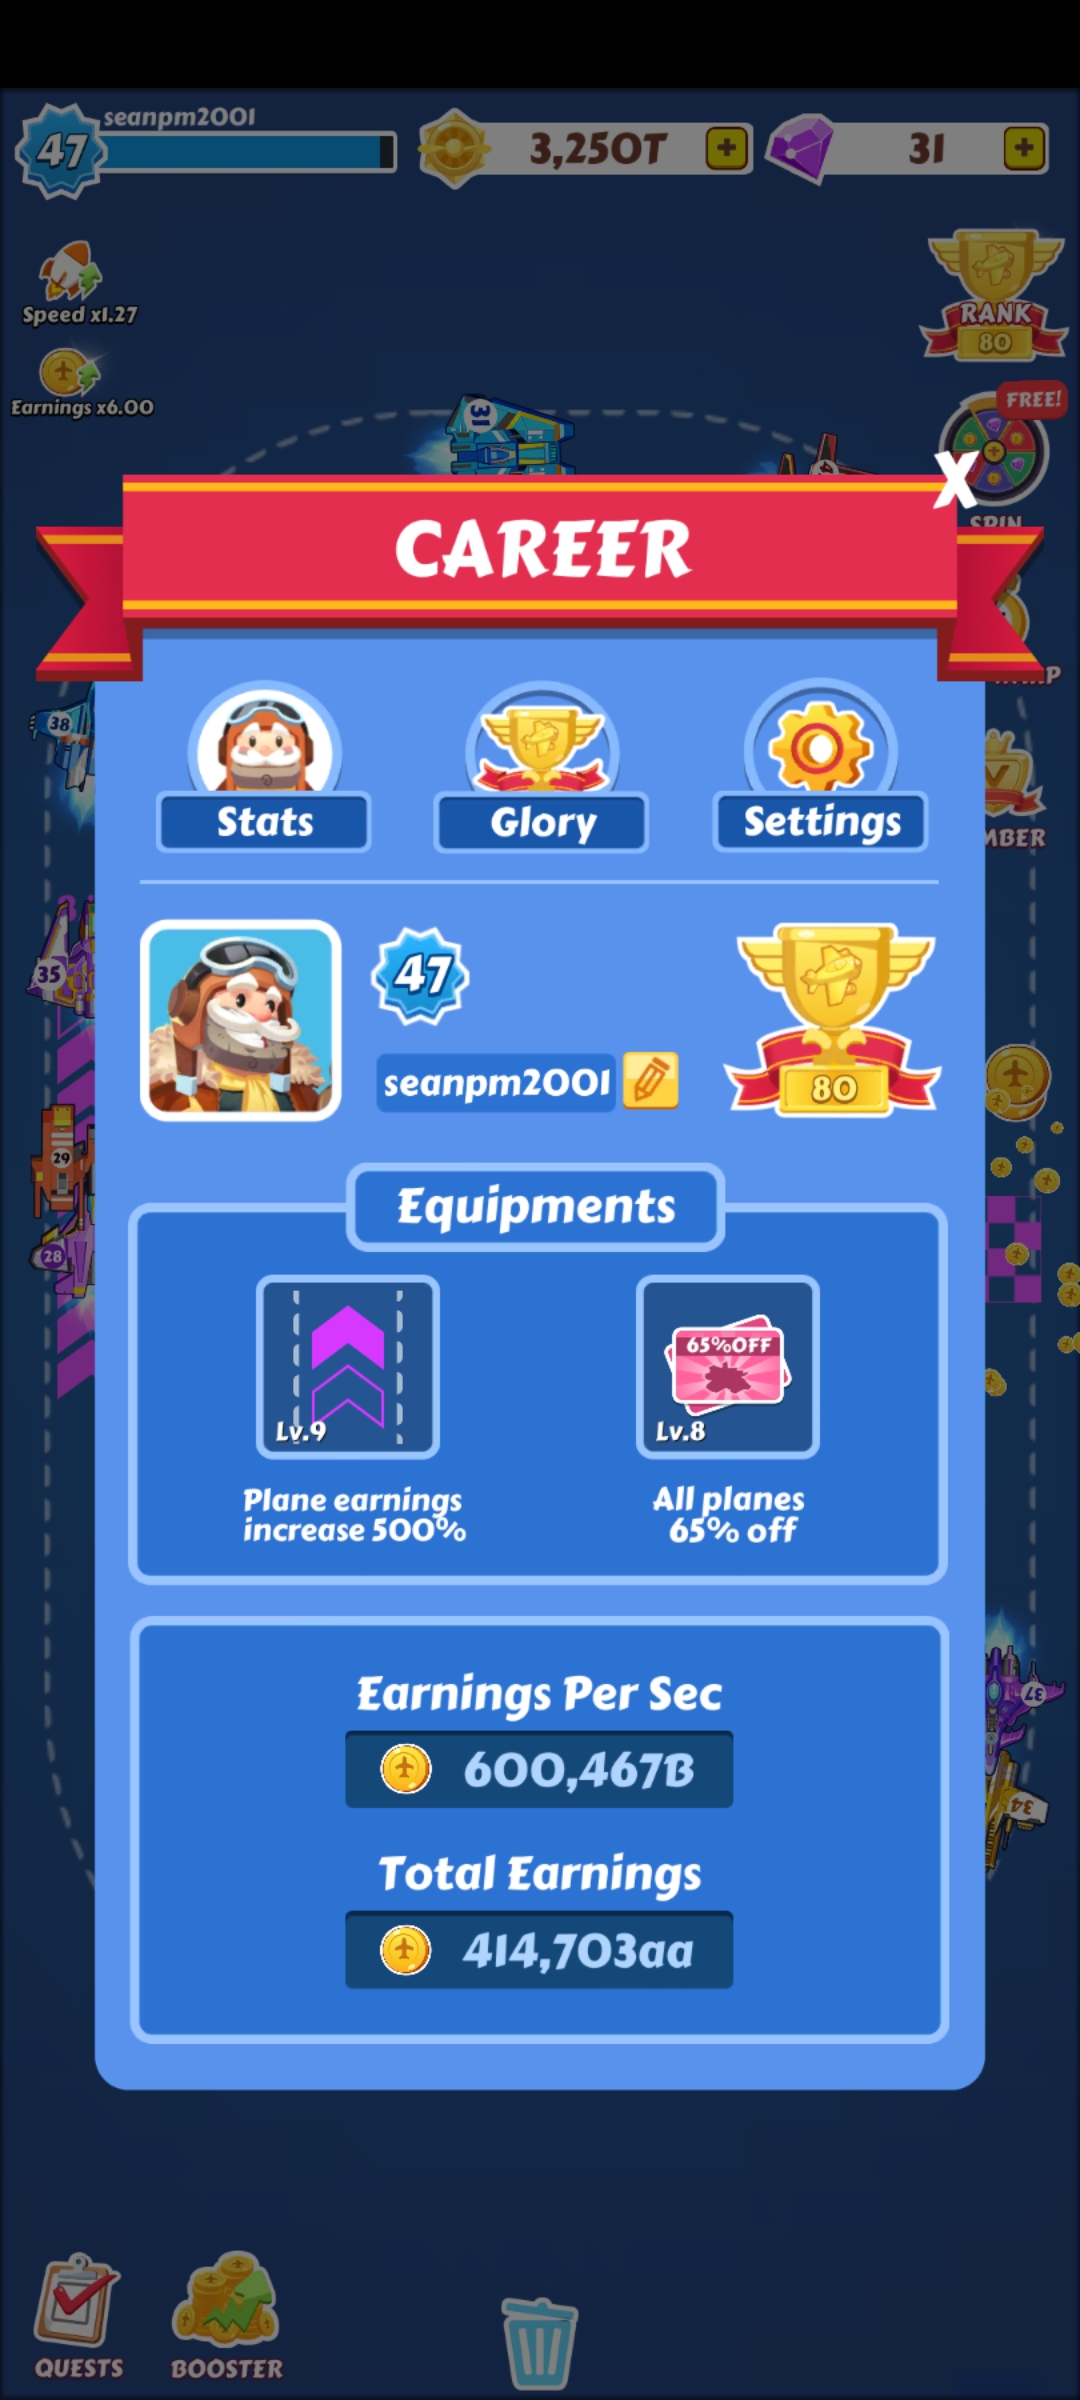 seanpm2001
47
3,250T
31
Speed x1.27
Earnings x6.00
RANK
80
FREE!
SPIN
31
CAREER
X
38
Stats
Glory
Settings
MBER
47
seanpm2001
80
35
29
28
Equipments
Lv.9
65%OFF
Lv.8
Plane earnings
increase 500%
All planes
65% off
Earnings Per Sec
600,467B
37
34
Total Earnings
414,703aa
QUESTS
BOOSTER